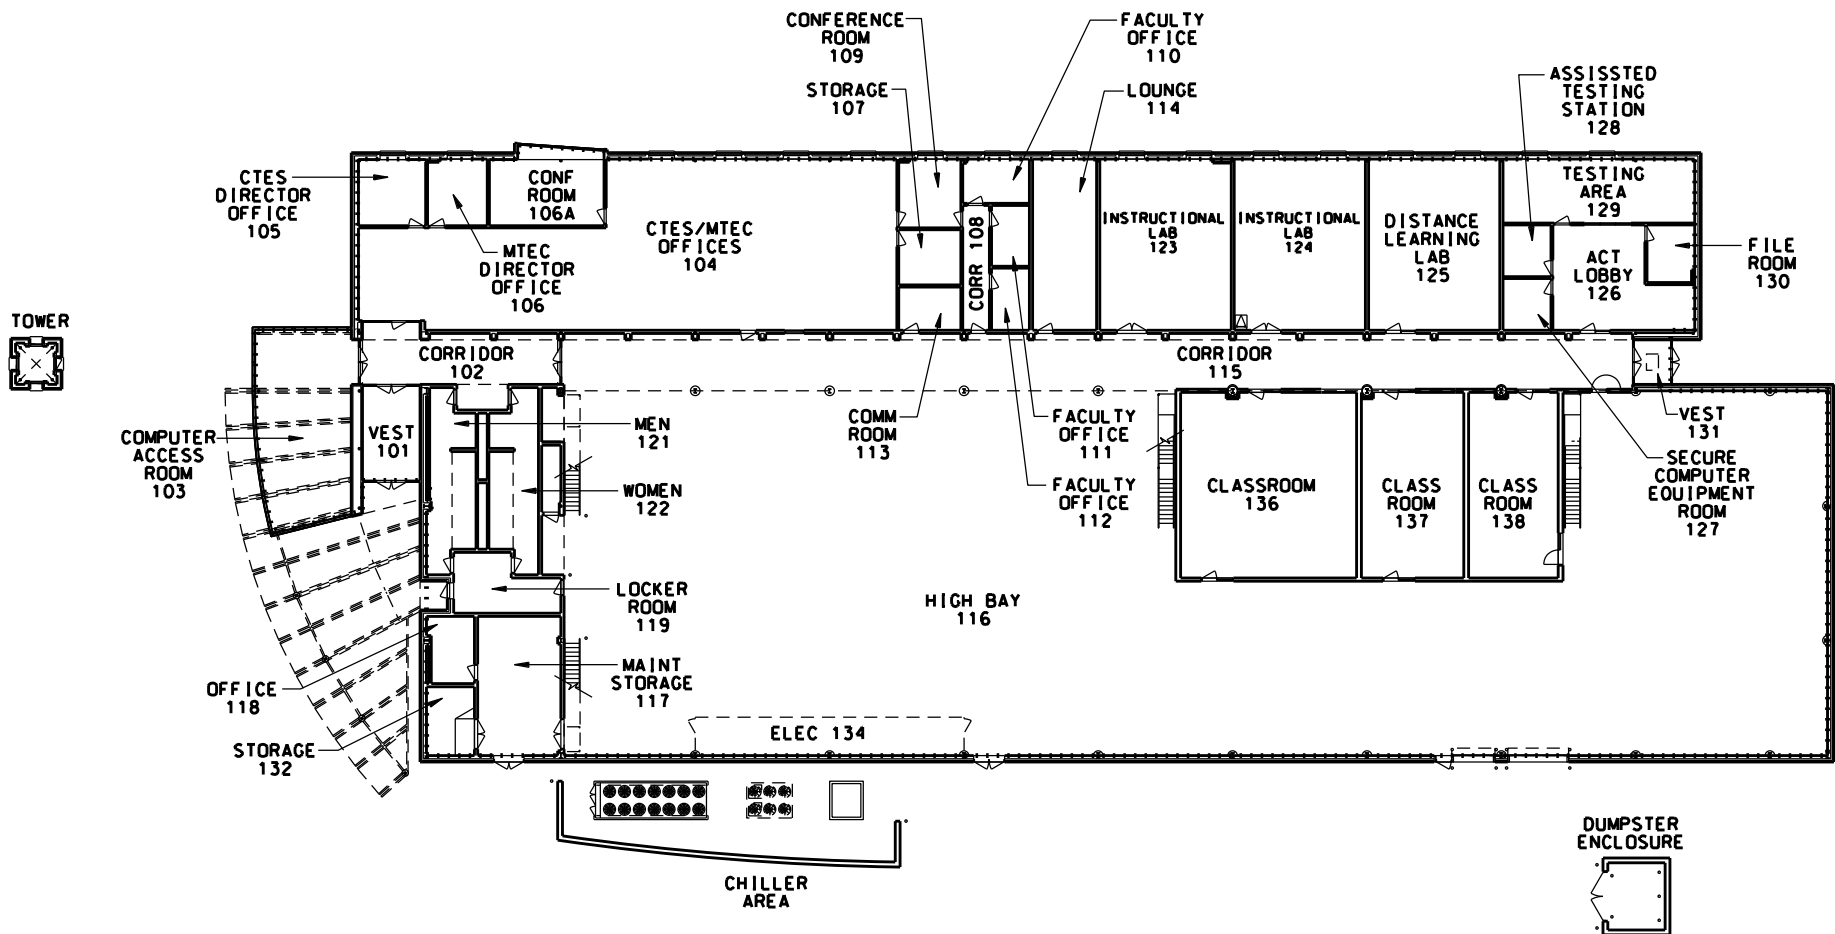 CONFERENCE
ROOM
109
FACULTY
OFFICE
110
STORAGE
107
LOUNGE
114
ASSISSTED
TESTING
STATION
128
CTES
DIRECTOR
OFFICE
105
CONF
ROOM
106A
MTEC
DIRECTOR
OFFICE
106
CTES/MTEC
OFFICES
104
CORR 108
INSTRUCTIONAL
LAB
123
INSTRUCTIONAL
LAB
124
DISTANCE
LEARNING
LAB
125
TESTING
AREA
129
ACT
LOBBY
126
FILE
ROOM
130
TOWER
CORRIDOR
102
CORRIDOR
115
COMPUTER
ACCESS
ROOM
103
VEST
101
MEN
121
WOMEN
122
COMM
ROOM
113
FACULTY
OFFICE
111
FACULTY
OFFICE
112
CLASSROOM
136
CLASS
ROOM
137
CLASS
ROOM
138
VEST
131
SECURE
COMPUTER
EQUIPMENT
ROOM
127
LOCKER
ROOM
119
HIGH BAY
116
OFFICE
118
MAINT
STORAGE
117
STORAGE
132
ELEC 134
CHILLER
AREA
DUMPSTER
ENCLOSURE